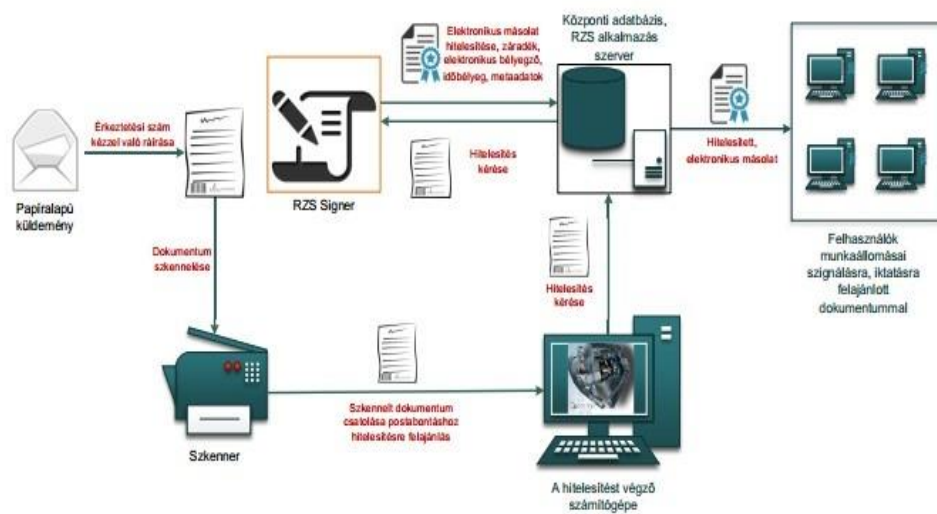 Érkeztetési szám
kézzel való ráírása
Papíralapú
küldemény
RZS Signer
Elektronikus másolat
hitelesítése, záradék,
elektronikus bélyegző,
időbélyeg, metaadatok
Hitelesítés
kérése
Központi adatbázis,
RZS alkalmazás
szerver
Hitelesített,
elektronikus másolat
Felhasználók
munkaállomásai
szignálásra, iktatásra
felajánlott
dokumentummal
Dokumentum
szkennelése
Szkenner
Szkennelt dokumentum
csatolása postabontáshoz
hitelesítésre felajánlás
Hitelesítés
kérése
A hitelesítést végző
számítógépe